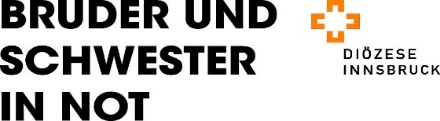 BRUDER UND
SCHWESTER
IN NOT
DIÖZESE
INNSBRUCK